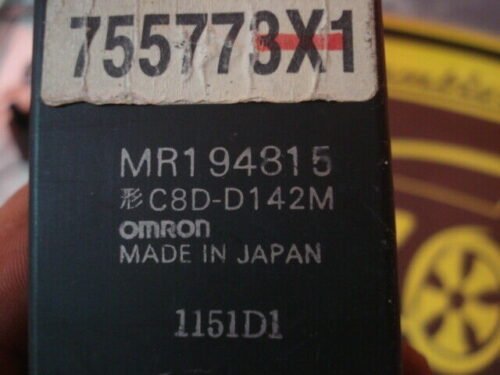 755773X1
MR194815
形 C8D-D142M
omron
MADE IN JAPAN
1151D1